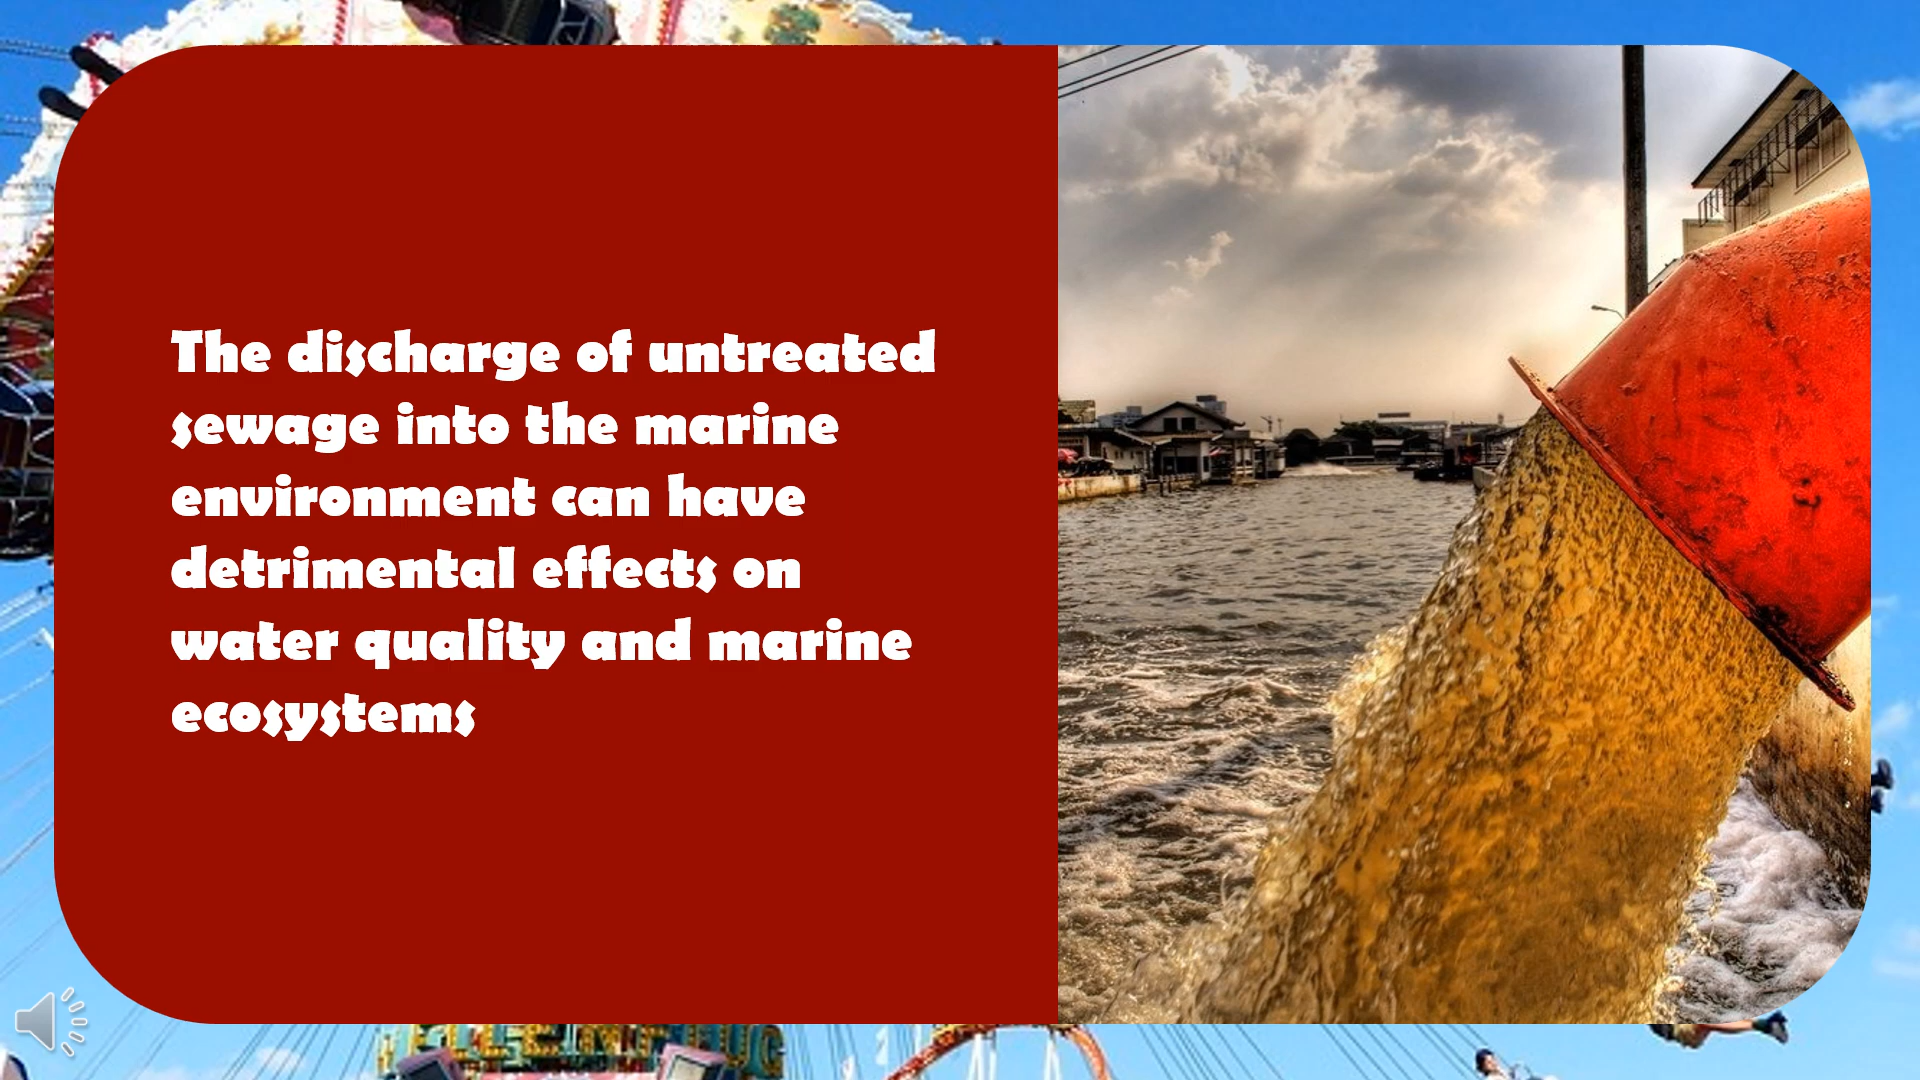 The discharge of untreated
sewage into the marine
environment can have
detrimental effects on
water quality and marine
ecosystems